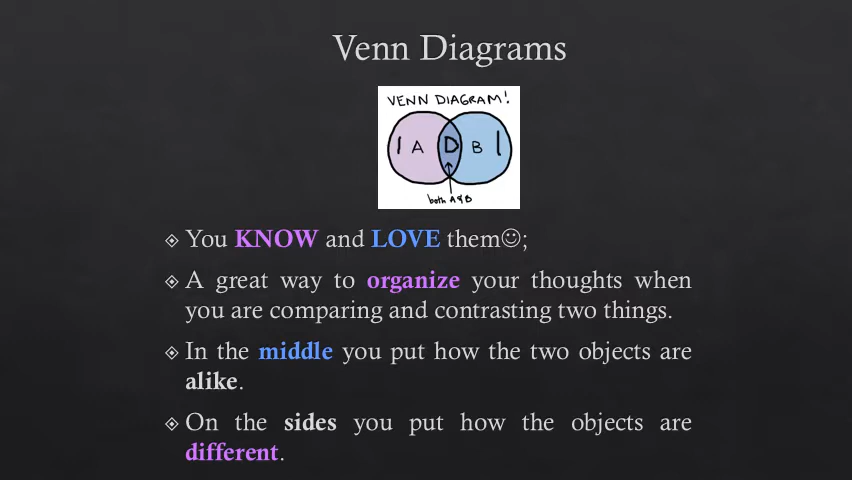 Venn Diagrams
VENN DIAGRAM!
I A D B I
both A&B
You KNOW and LOVE them☺;
A great way to organize your thoughts when
you are comparing and contrasting two things.
In the middle you put how the two objects are
alike.
On the sides you put how the objects are
different.